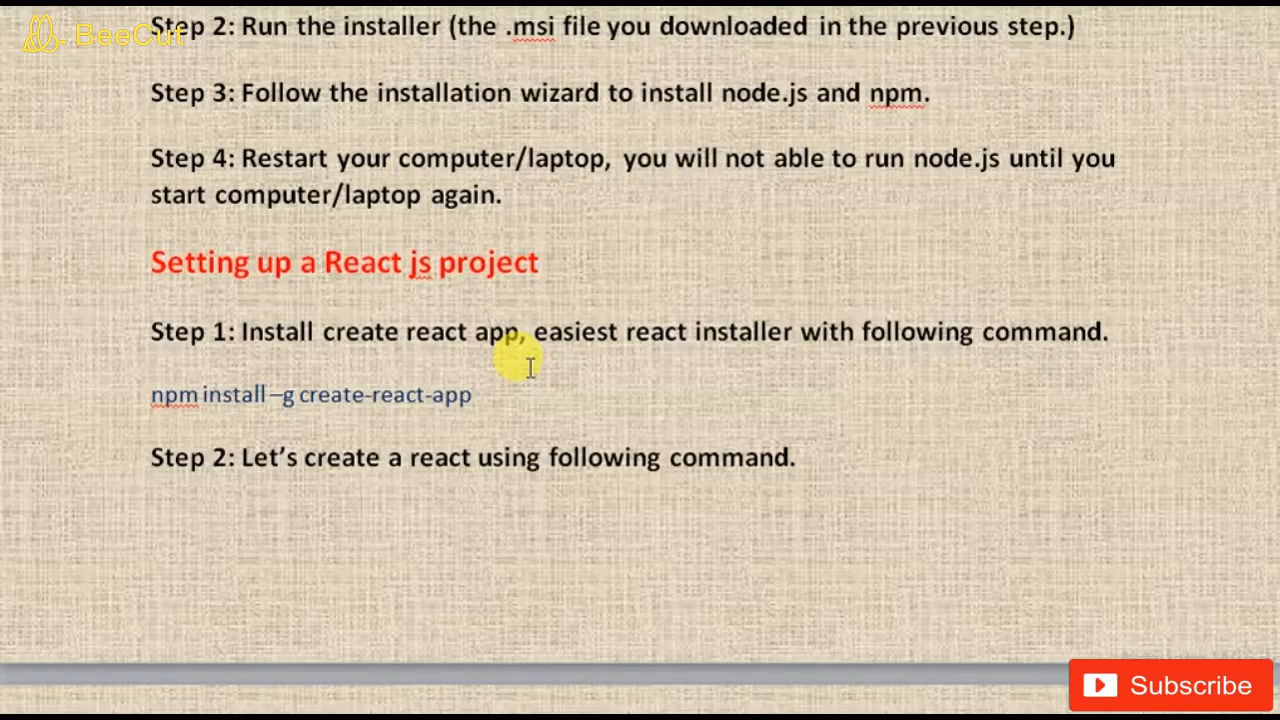 Step 2: Run the installer (the .msi file you downloaded in the previous step.)
BeeCut
Step 3: Follow the installation wizard to install node.js and npm.
Step 4: Restart your computer/laptop, you will not able to run node.js until you
start computer/laptop again.
Setting up a React js project
Step 1: Install create react app, easiest react installer with following command.
npm install –g create-react-app
Step 2: Let’s create a react using following command.
Subscribe